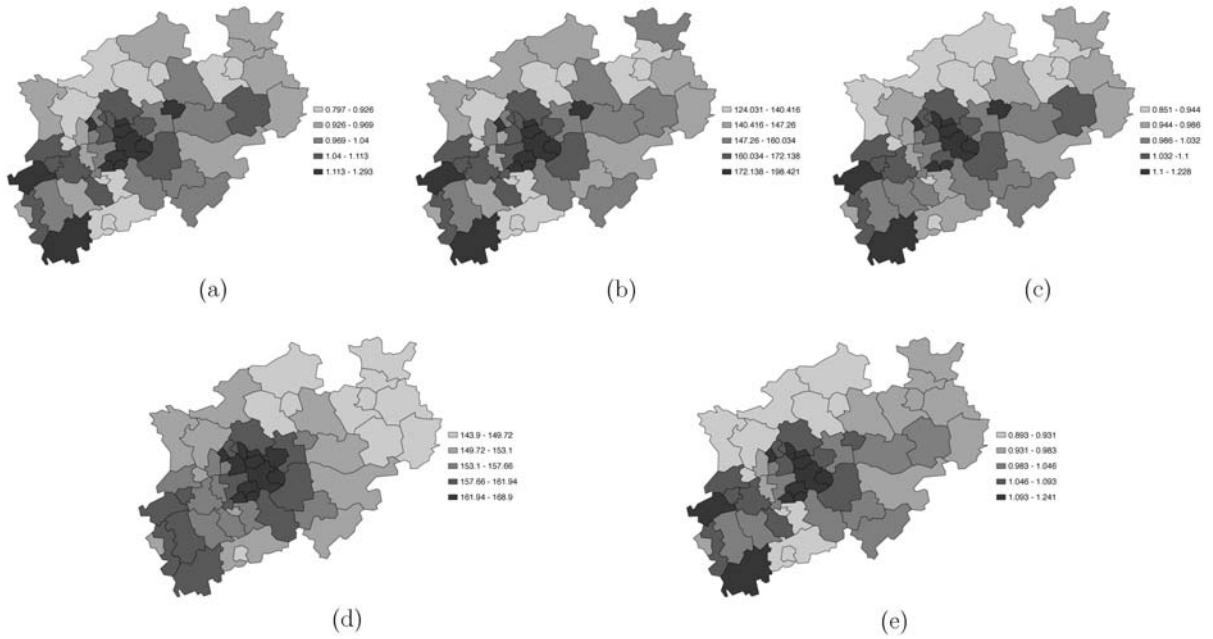 0.797 - 0.926
0.926 - 0.969
0.969 - 1.04
1.04 - 1.113
1.113 - 1.293
(a)
124.031 - 140.416
140.416 - 147.26
147.26 - 160.034
160.034 - 172.138
172.138 - 198.421
(b)
0.851 - 0.944
0.944 - 0.986
0.986 - 1.032
1.032 -1.1
1.1 - 1.228
(c)
143.9 - 149.72
149.72 - 153.1
153.1 - 157.66
157.66 - 161.94
161.94 - 168.9
(d)
0.893 - 0.931
0.931 - 0.983
0.983 - 1.046
1.046 - 1.093
1.093 - 1.241
(e)